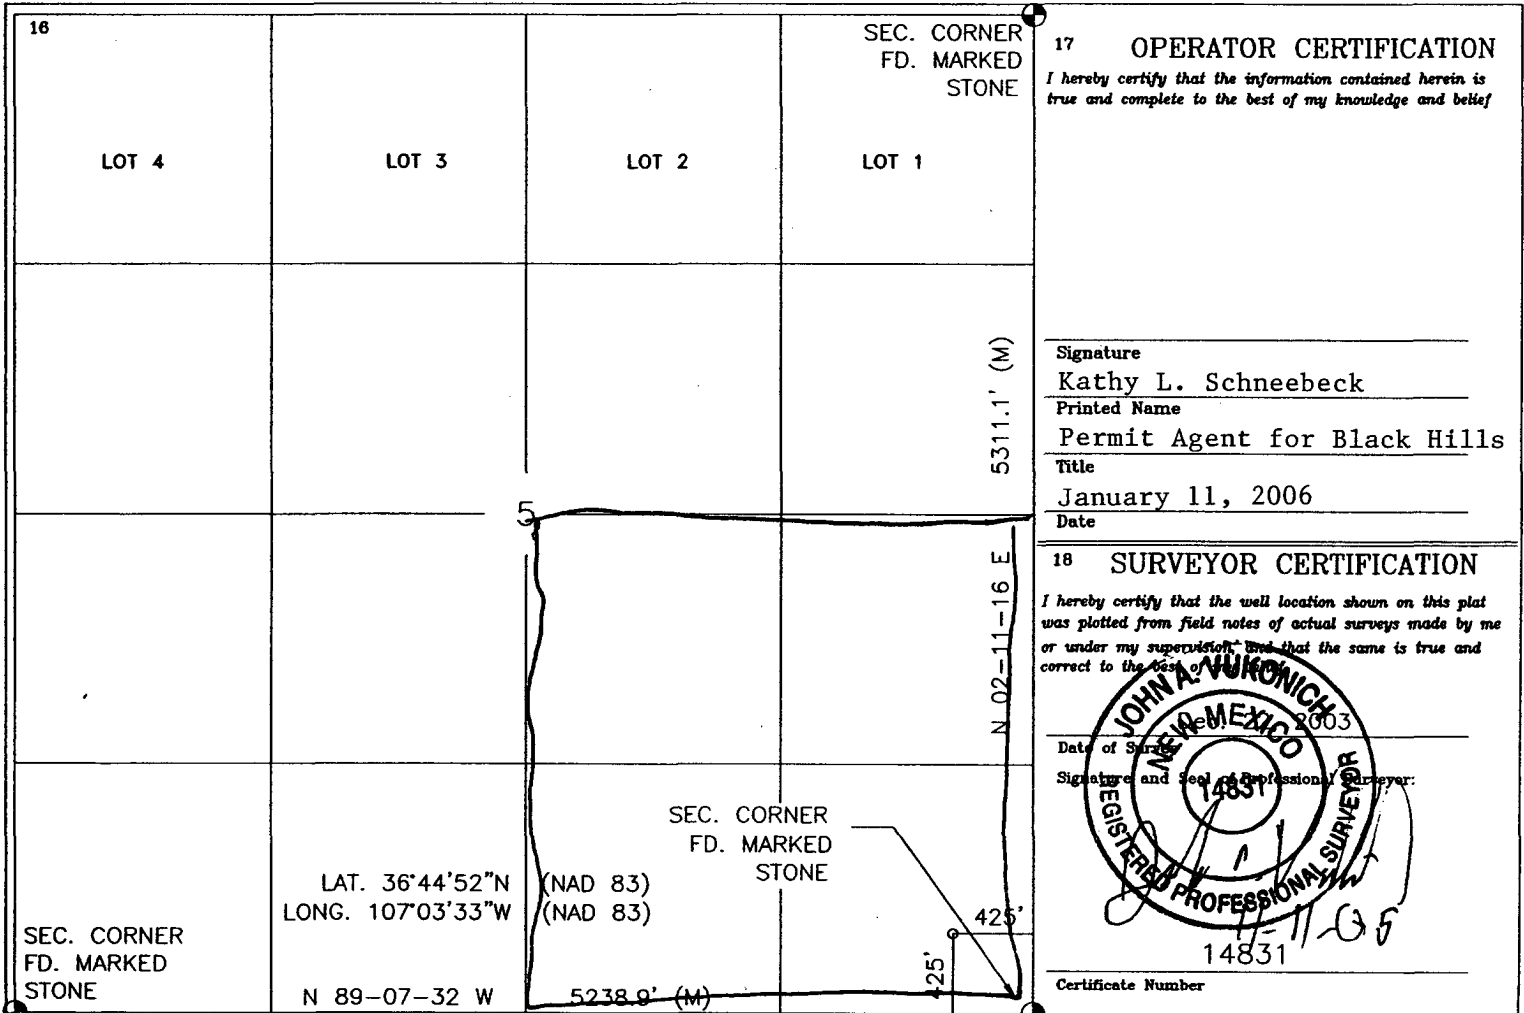 16
SEC. CORNER
FD. MARKED
STONE
LOT 4
LOT 3
LOT 2
LOT 1
5311.1' (M)
5
N 02-11-16 E
SEC. CORNER
FD. MARKED
STONE
LAT. 36°44'52"N (NAD 83)
LONG. 107°03'33"W (NAD 83)
425'
425'
SEC. CORNER
FD. MARKED
STONE
N 89-07-32 W 5238.9' (M)
17 OPERATOR CERTIFICATION
I hereby certify that the information contained herein is
true and complete to the best of my knowledge and belief
Signature
Kathy L. Schneebeck
Printed Name
Permit Agent for Black Hills
Title
January 11, 2006
Date
18 SURVEYOR CERTIFICATION
I hereby certify that the well location shown on this plat
was plotted from field notes of actual surveys made by me
or under my supervision, and that the same is true and
correct to the best of my
2003
Date of Survey
Signature and Seal of Professional Surveyor:
JOHN A. VUKONICH
NEW MEXICO
14831
REGISTERED PROFESSIONAL SURVEYOR
14831
Certificate Number